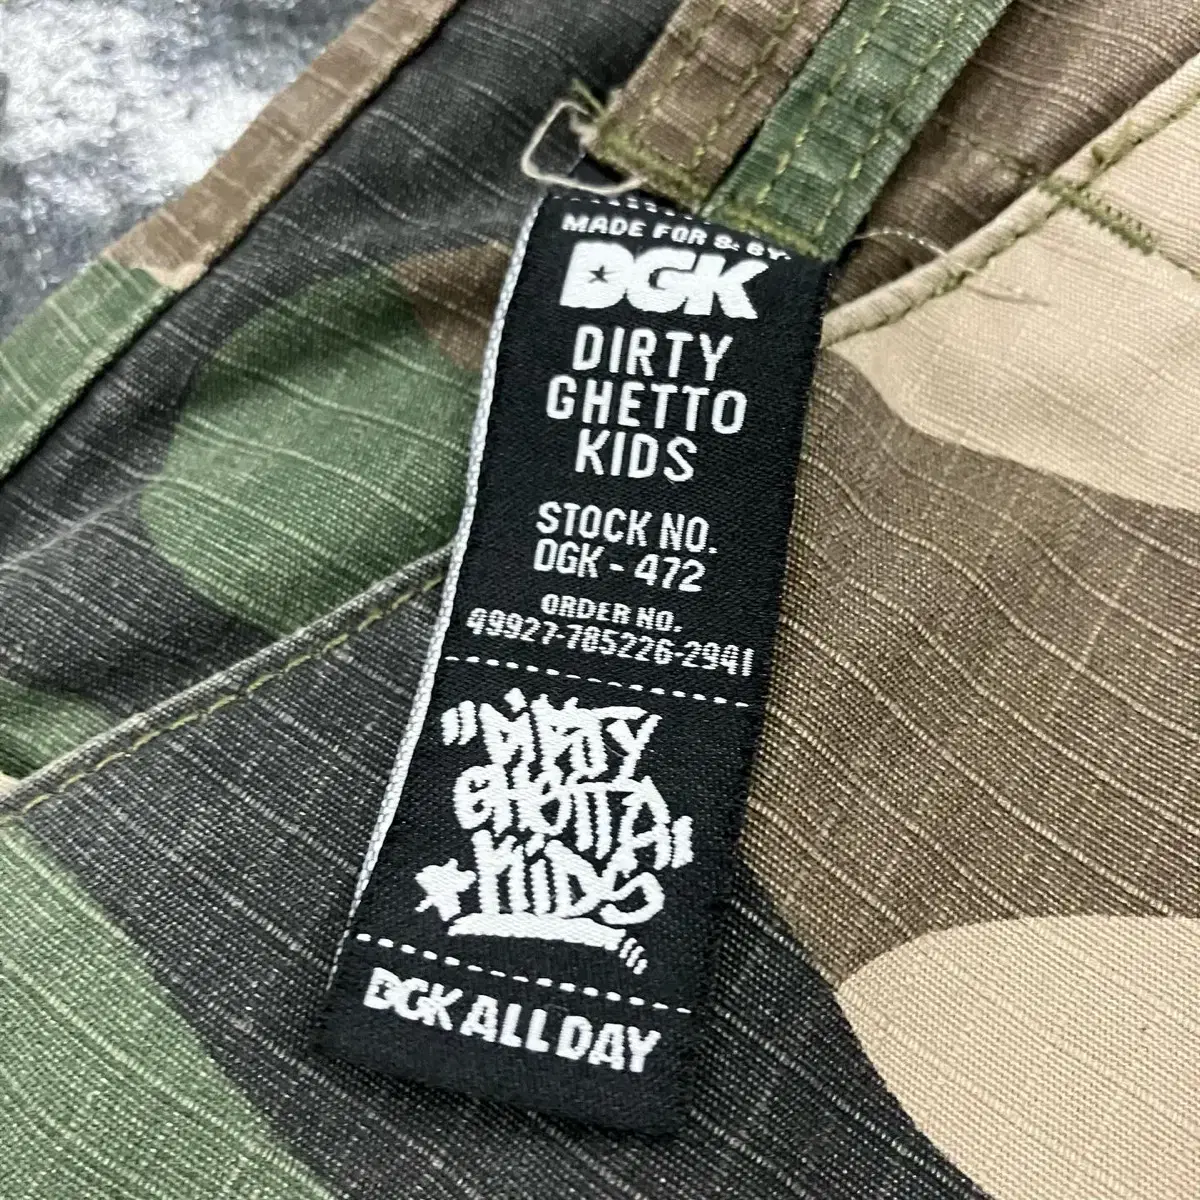 MADE FOR & BY:
DGK
DIRTY
GHETTO
KIDS
STOCK NO.
DGK - 472
ORDER NO.
49927-785226-2941
"DIRTY
GHETTO
KIDS
DGK ALL DAY